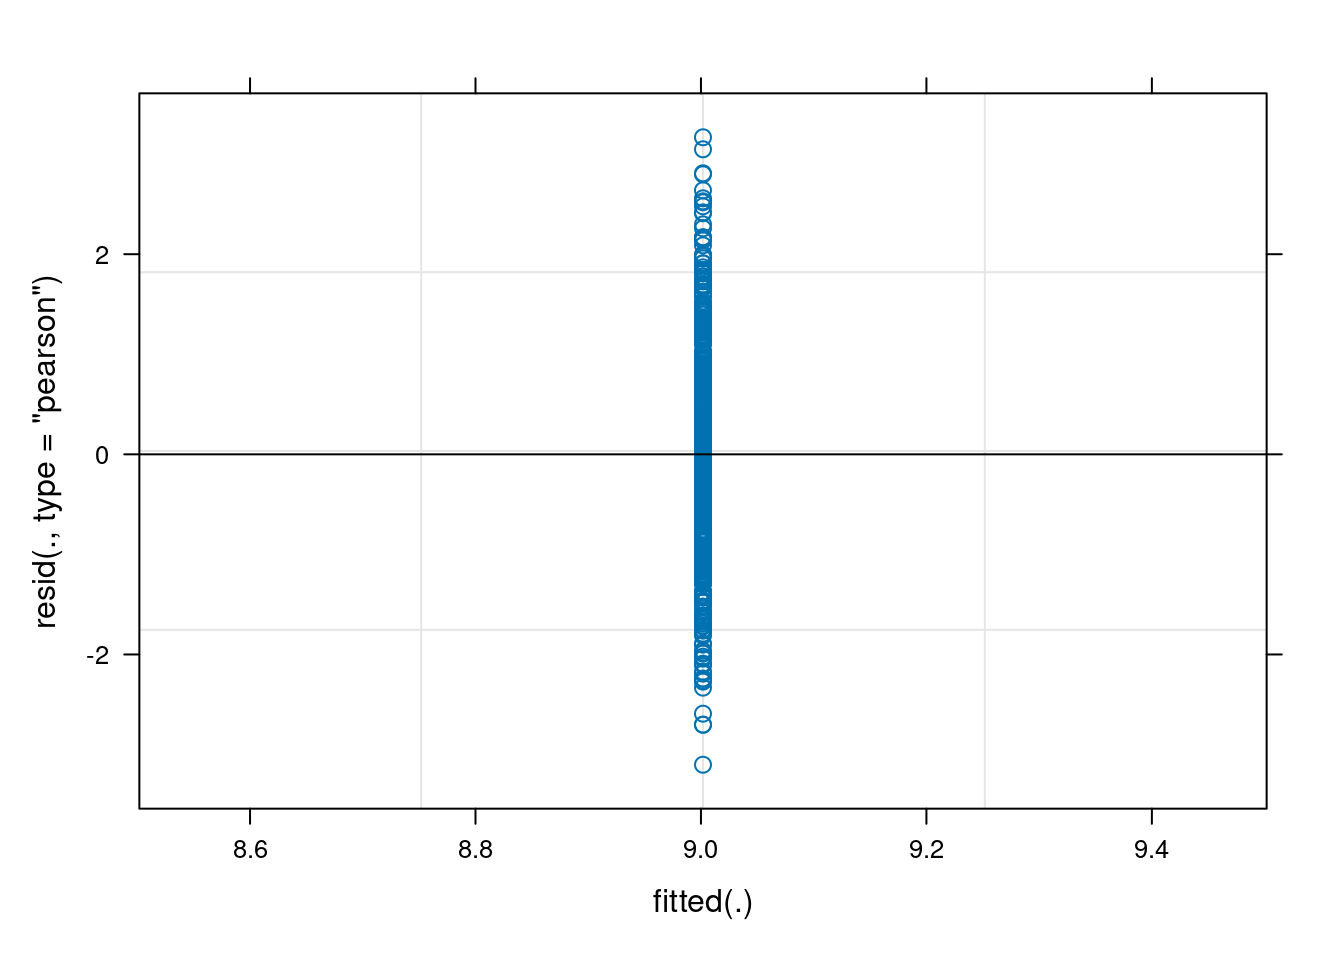 resid(., type = "pearson")
2
0
-2
8.6 8.8 9.0 9.2 9.4
fitted(.)